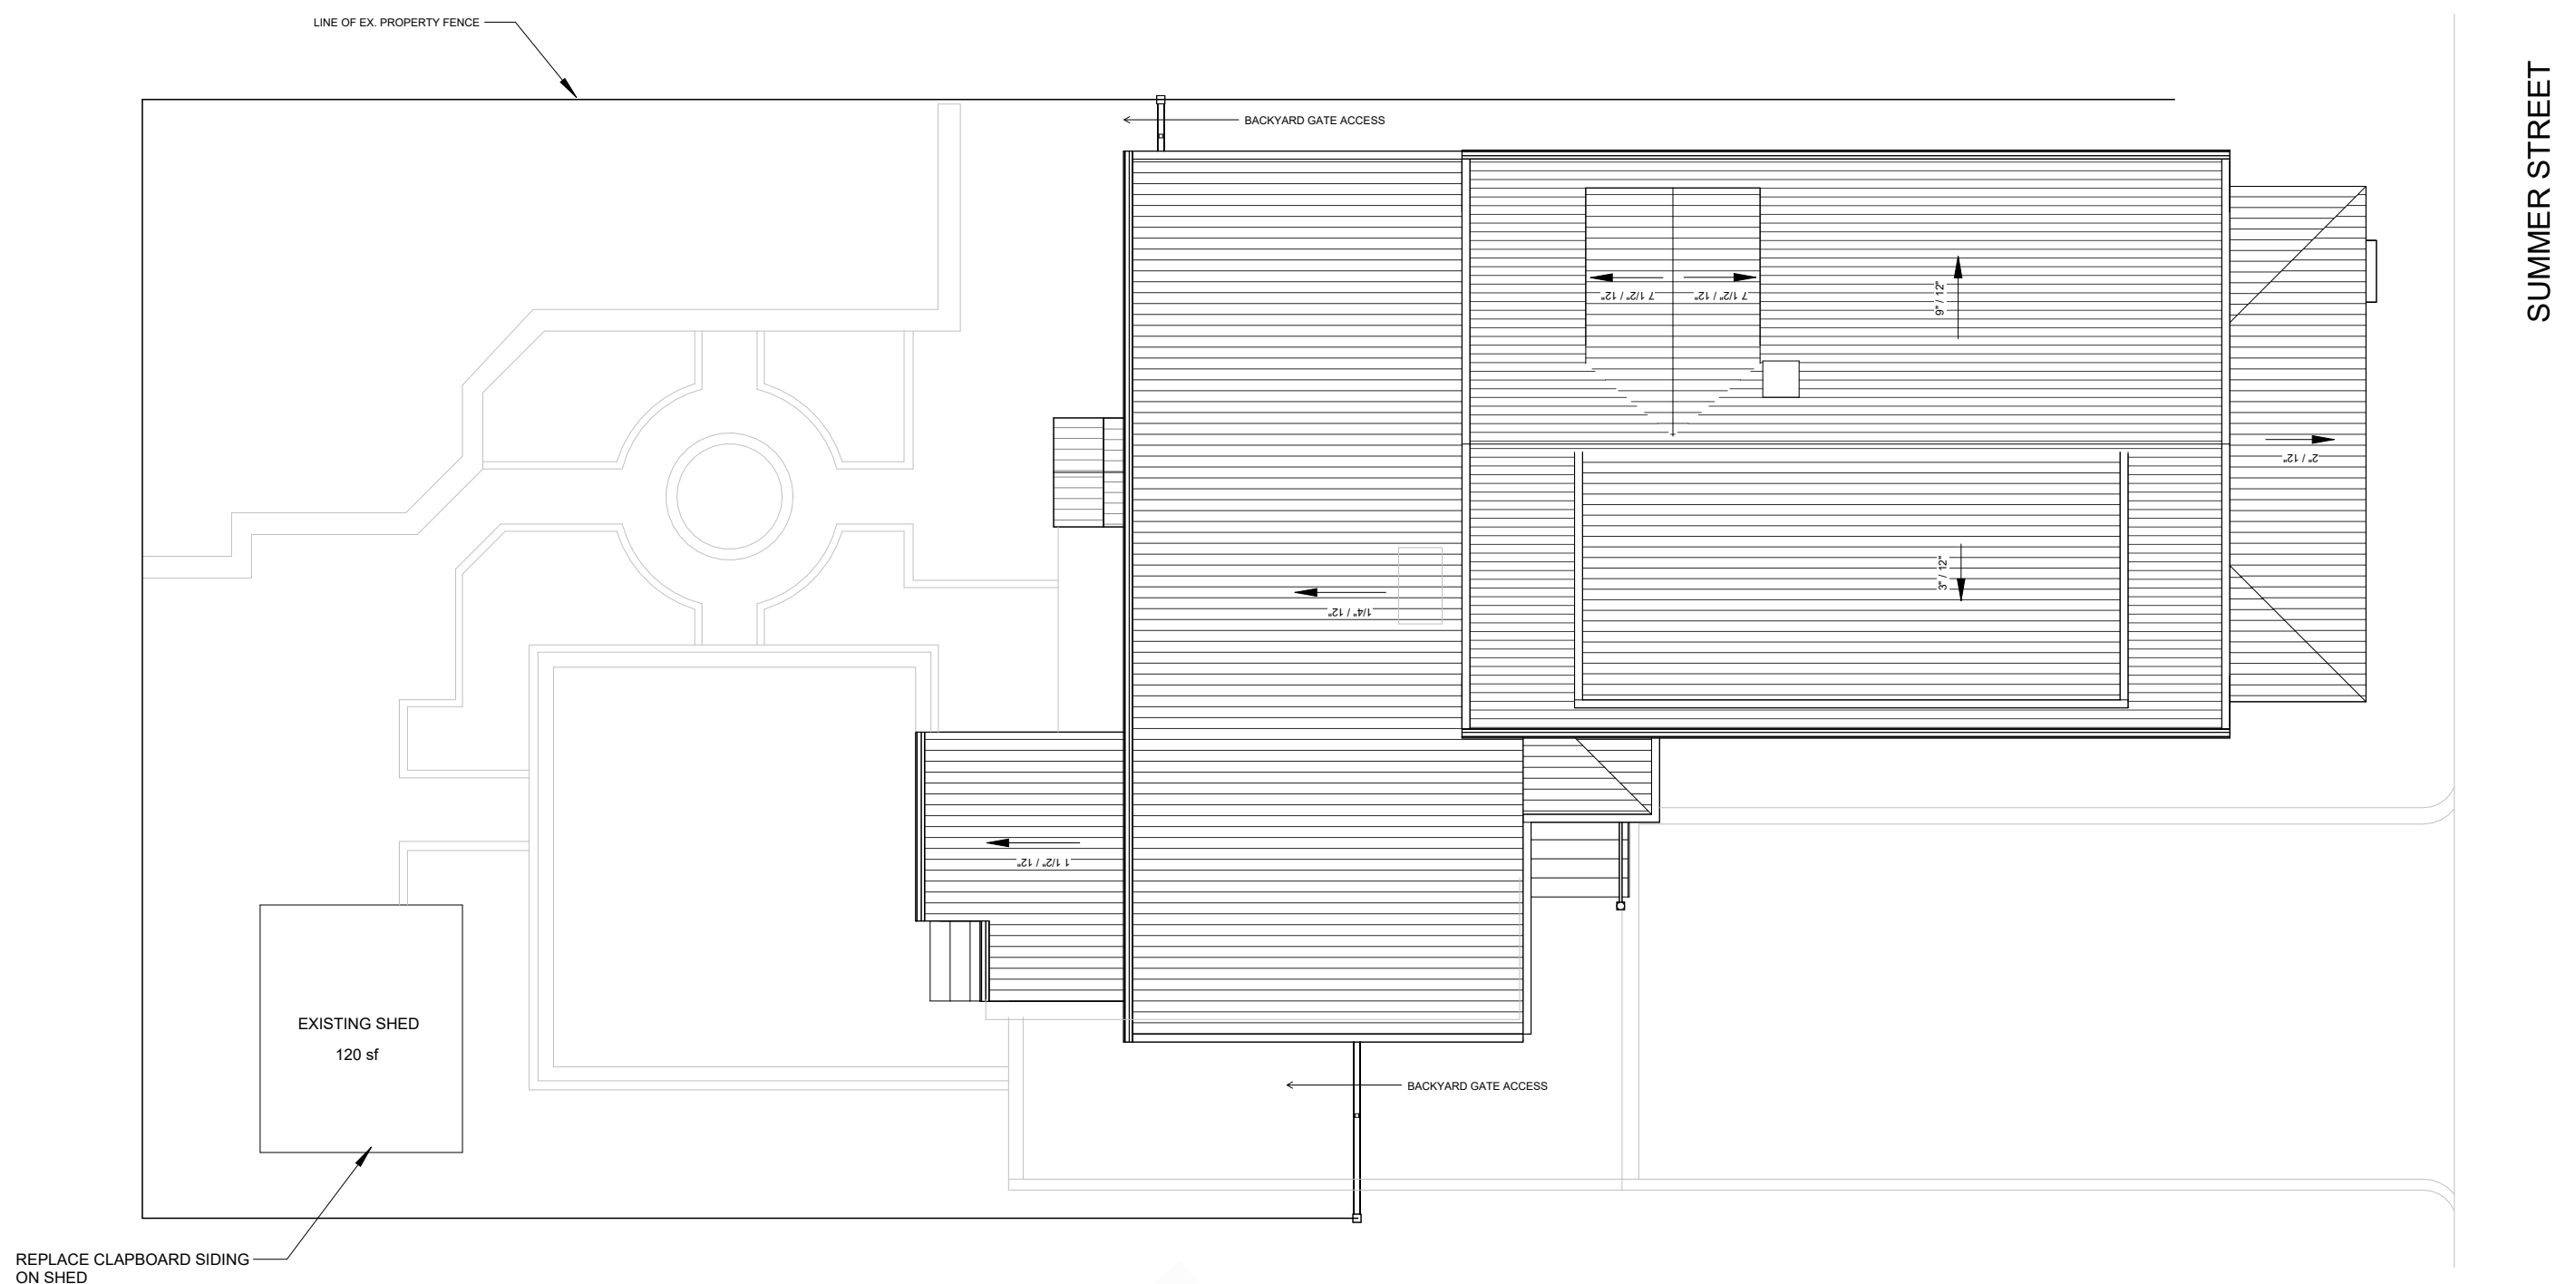 LINE OF EX. PROPERTY FENCE
SUMMER STREET
BACKYARD GATE ACCESS
7 1/2" / 12"
7 1/2" / 12"
9" / 12"
2" / 12"
3" / 12"
1/4" / 12"
1 1/2" / 12"
EXISTING SHED
120 sf
BACKYARD GATE ACCESS
REPLACE CLAPBOARD SIDING
ON SHED